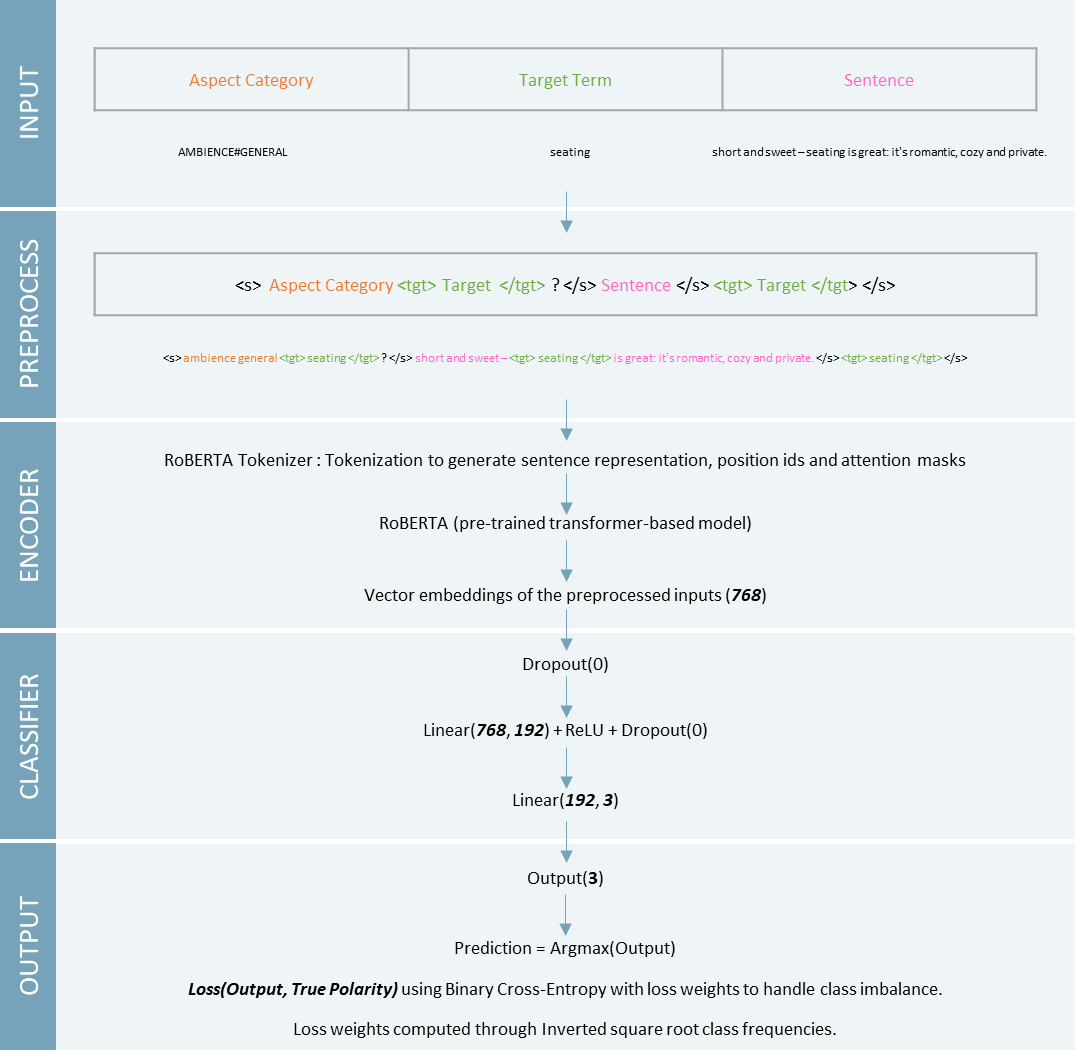 INPUT
Aspect Category
Target Term
Sentence
AMBIENCE#GENERAL
seating
short and sweet – seating is great: it's romantic, cozy and private.
PREPROCESS
<s> Aspect Category <tgt> Target </tgt> ? </s> Sentence </s> <tgt> Target </tgt> </s>
<s> ambience general <tgt> seating </tgt> ? </s> short and sweet – <tgt> seating </tgt> is great: it's romantic, cozy and private. </s> <tgt> seating </tgt> </s>
ENCODER
RoBERTA Tokenizer : Tokenization to generate sentence representation, position ids and attention masks
RoBERTA (pre-trained transformer-based model)
Vector embeddings of the preprocessed inputs (768)
CLASSIFIER
Dropout(0)
Linear(768, 192) + ReLU + Dropout(0)
Linear(192, 3)
OUTPUT
Output(3)
Prediction = Argmax(Output)
Loss(Output, True Polarity) using Binary Cross-Entropy with loss weights to handle class imbalance.
Loss weights computed through Inverted square root class frequencies.